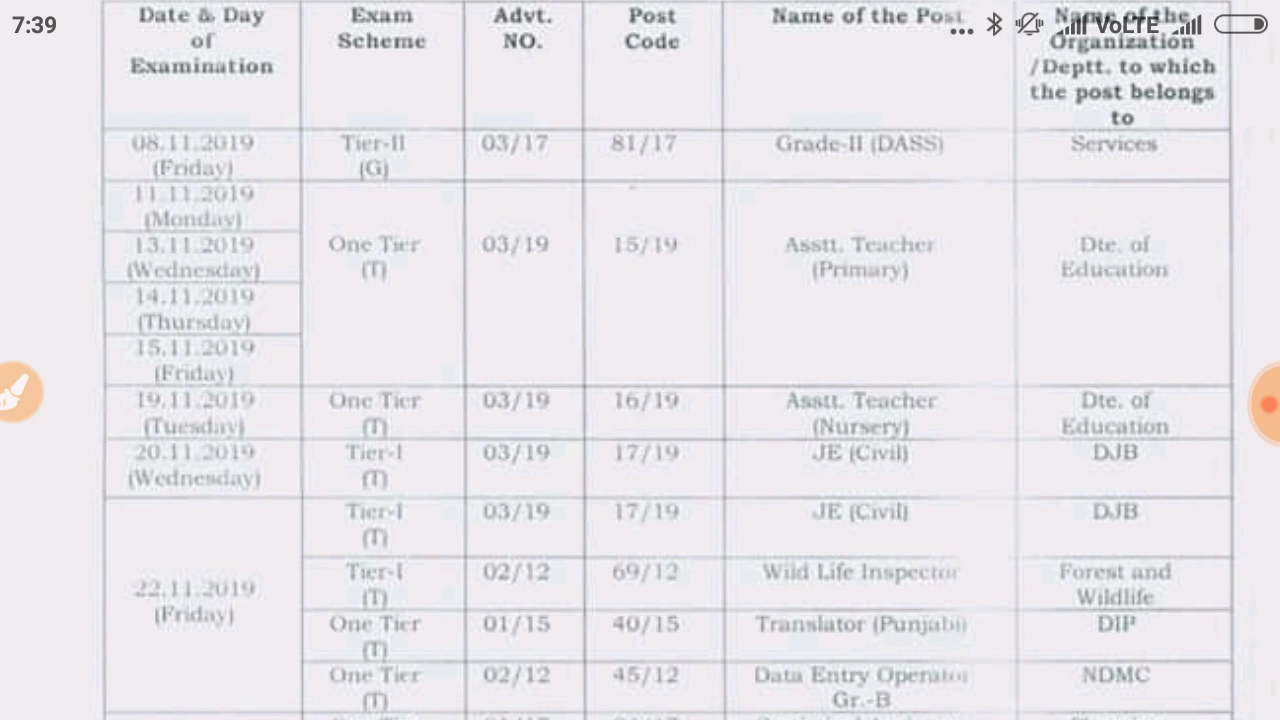 7:39
... VoLTE
Date & Day of Examination | Exam Scheme | Advt. NO. | Post Code | Name of the Post | Name of the Organization /Deptt. to which the post belongs to
08.11.2019 (Friday) | Tier-II (G) | 03/17 | 81/17 | Grade-II (DASS) | Services
11.11.2019 (Monday)
13.11.2019 (Wednesday) | One Tier (T) | 03/19 | 15/19 | Asstt. Teacher (Primary) | Dte. of Education
14.11.2019 (Thursday)
15.11.2019 (Friday)
19.11.2019 (Tuesday) | One Tier (T) | 03/19 | 16/19 | Asstt. Teacher (Nursery) | Dte. of Education
20.11.2019 (Wednesday) | Tier-I (T) | 03/19 | 17/19 | JE (Civil) | DJB
22.11.2019 (Friday) | Tier-I (T) | 03/19 | 17/19 | JE (Civil) | DJB
Tier-I (T) | 02/12 | 69/12 | Wild Life Inspector | Forest and Wildlife
One Tier (T) | 01/15 | 40/15 | Translator (Punjabi) | DIP
One Tier (T) | 02/12 | 45/12 | Data Entry Operator Gr.-B | NDMC